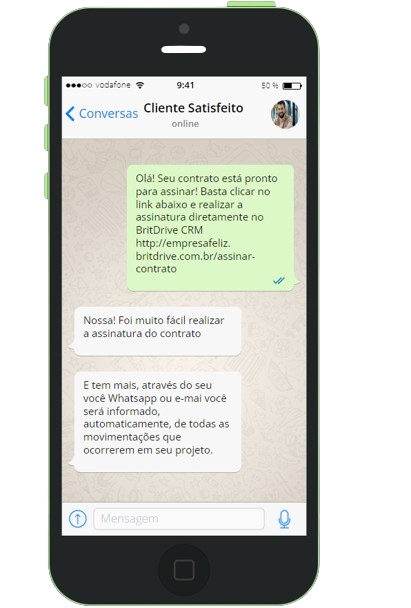 vodafone 9:41 50 %
Conversas Cliente Satisfeito
online
Olá! Seu contrato está pronto
para assinar! Basta clicar no
link abaixo e realizar a
assinatura diretamente no
BritDrive CRM
http://empresafeliz.
britdrive.com.br/assinar-
contrato
Nossa! Foi muito fácil realizar
a assinatura do contrato
E tem mais, através do seu
você Whatsapp ou e-mai você
será informado,
automaticamente, de todas as
movimentações que
ocorrerem em seu projeto.
Mensagem